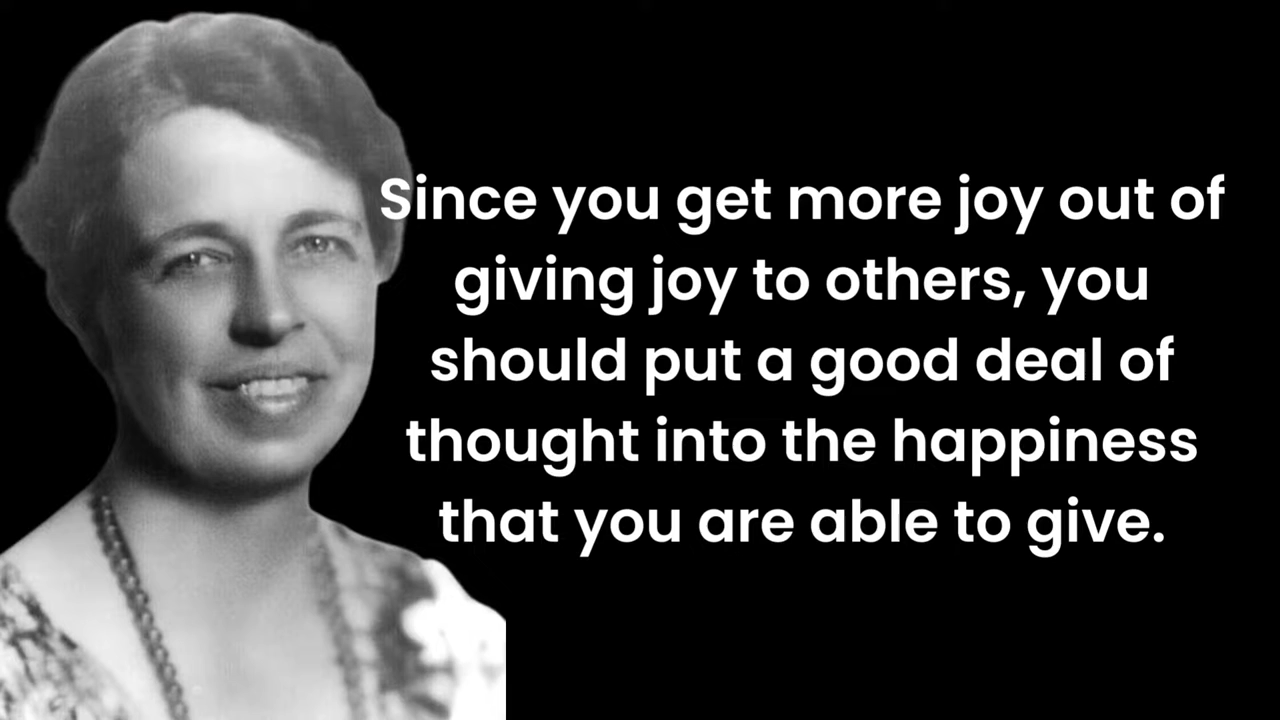 Since you get more joy out of
giving joy to others, you
should put a good deal of
thought into the happiness
that you are able to give.